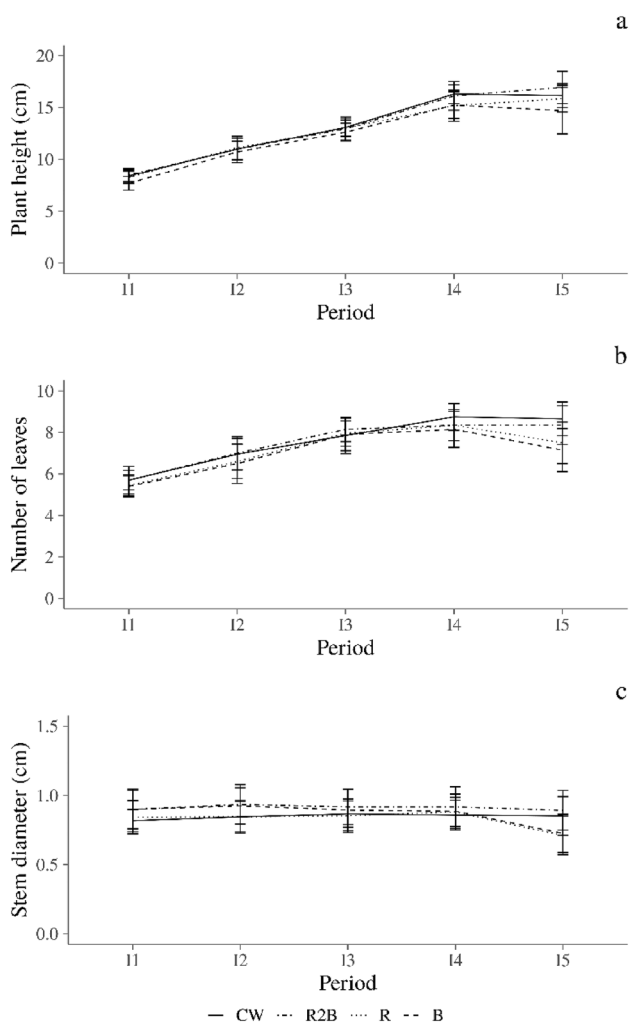 a
20
15
10
5
0
Plant height (cm)
I1 I2 I3 I4 I5
Period
b
10
8
6
4
2
0
Number of leaves
I1 I2 I3 I4 I5
Period
c
1.5
1.0
0.5
0.0
Stem diameter (cm)
I1 I2 I3 I4 I5
Period
CW R2B R B